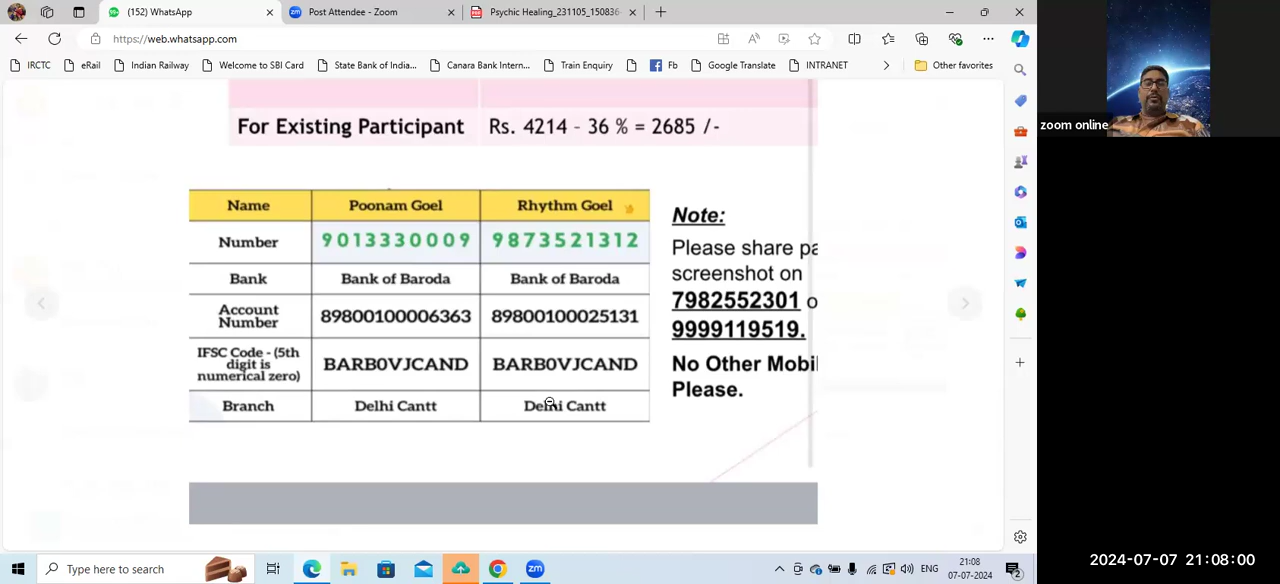 (152) WhatsApp
Post Attendee - Zoom
Psychic Healing_231105_15083
https://web.whatsapp.com
IRCTC
eRail
Indian Railway
Welcome to SBI Card
State Bank of India...
Canara Bank Intern...
Train Enquiry
Fb
Google Translate
INTRANET
Other favorites
For Existing Participant Rs. 4214 - 36 % = 2685 /-
Name Poonam Goel Rhythm Goel
Number 9013330009 9873521312
Bank Bank of Baroda Bank of Baroda
Account
Number 89800100006363 89800100025131
IFSC Code - (5th
digit is
numerical zero) BARB0VJCAND BARB0VJCAND
Branch Delhi Cantt Delhi Cantt
Note:
Please share pa
screenshot on
7982552301 o
9999119519.
No Other Mobil
Please.
zoom online
Type here to search
ENG
21:08
07-07-2024
2
2024-07-07 21:08:00